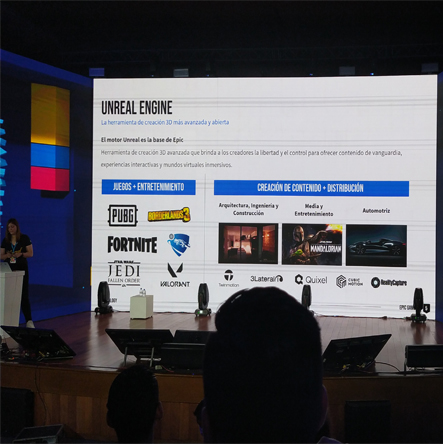 UNREAL ENGINE
La herramienta de creación 3D más avanzada y abierta
El motor Unreal es la base de Epic
Herramienta de creación 3D avanzada que brinda a los creadores la libertad y el control para ofrecer contenido de vanguardia,
experiencias interactivas y mundos virtuales inmersivos.
JUEGOS + ENTRETENIMIENTO
PUBG
BORDERLANDS 3
FORTNITE
STAR WARS
JEDI
FALLEN ORDER
VALORANT
CREACIÓN DE CONTENIDO + DISTRIBUCIÓN
Arquitectura, Ingeniería y
Construcción
Media y
Entretenimiento
Automotriz
MANDALORIAN
Twinmotion
3Lateral
Quixel
CUBIC
MOTION
RealityCapture